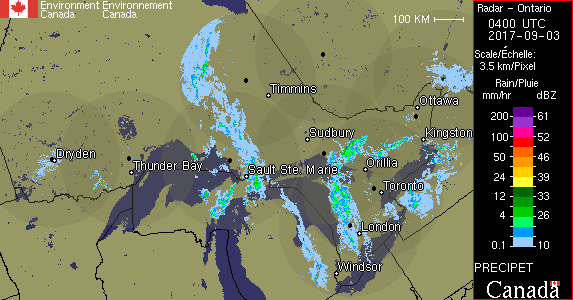 Environment Environnement
Canada Canada
100 KM
Timmins
Ottawa
Sudbury
Kingston
Dryden
Thunder Bay
Sault Ste. Marie
Orillia
Toronto
London
Windsor
Radar - Ontario
0400 UTC
2017-09-03
Scale/Échelle:
3.5 km/Pixel
Rain/Pluie
mm/hr dBZ
200 61
100 52
50 46
24 39
12 33
4 26
2 20
0.1 10
PRECIPET
Canada